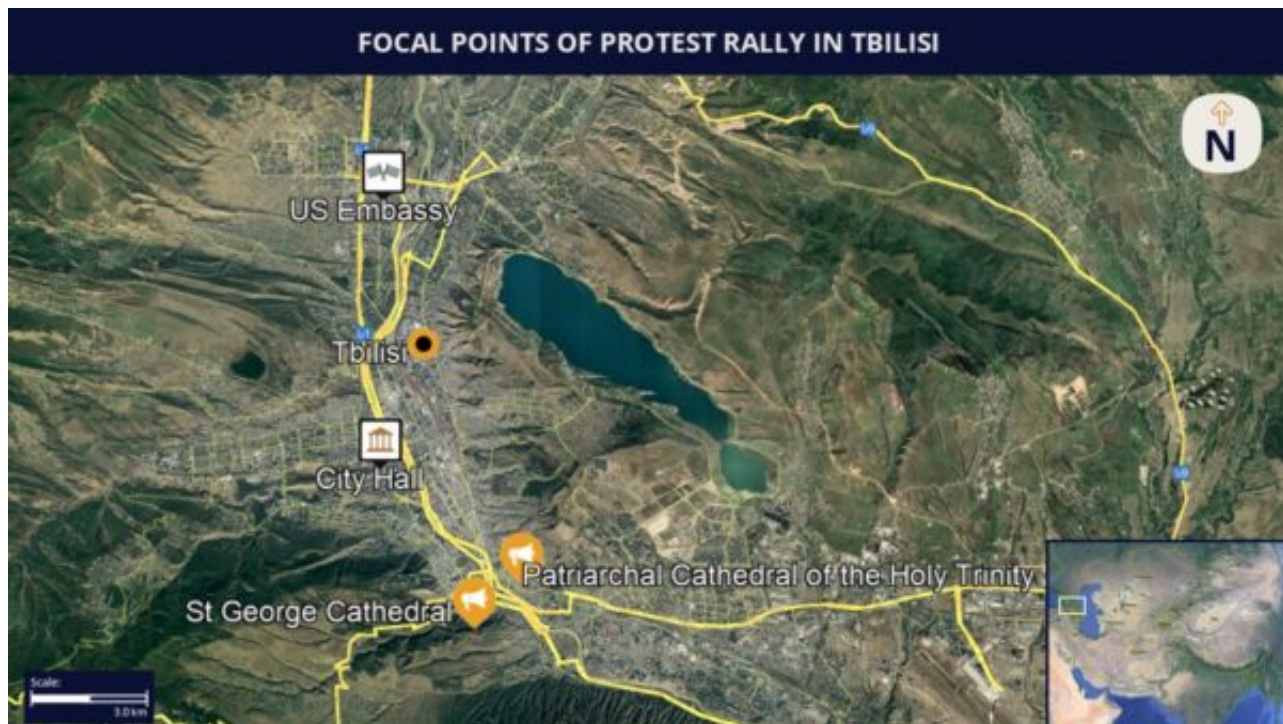 FOCAL POINTS OF PROTEST RALLY IN TBILISI
N
US Embassy
Tbilisi
City Hall
Patriarchal Cathedral of the Holy Trinity
St George Cathedral
Scale:
3.0 km